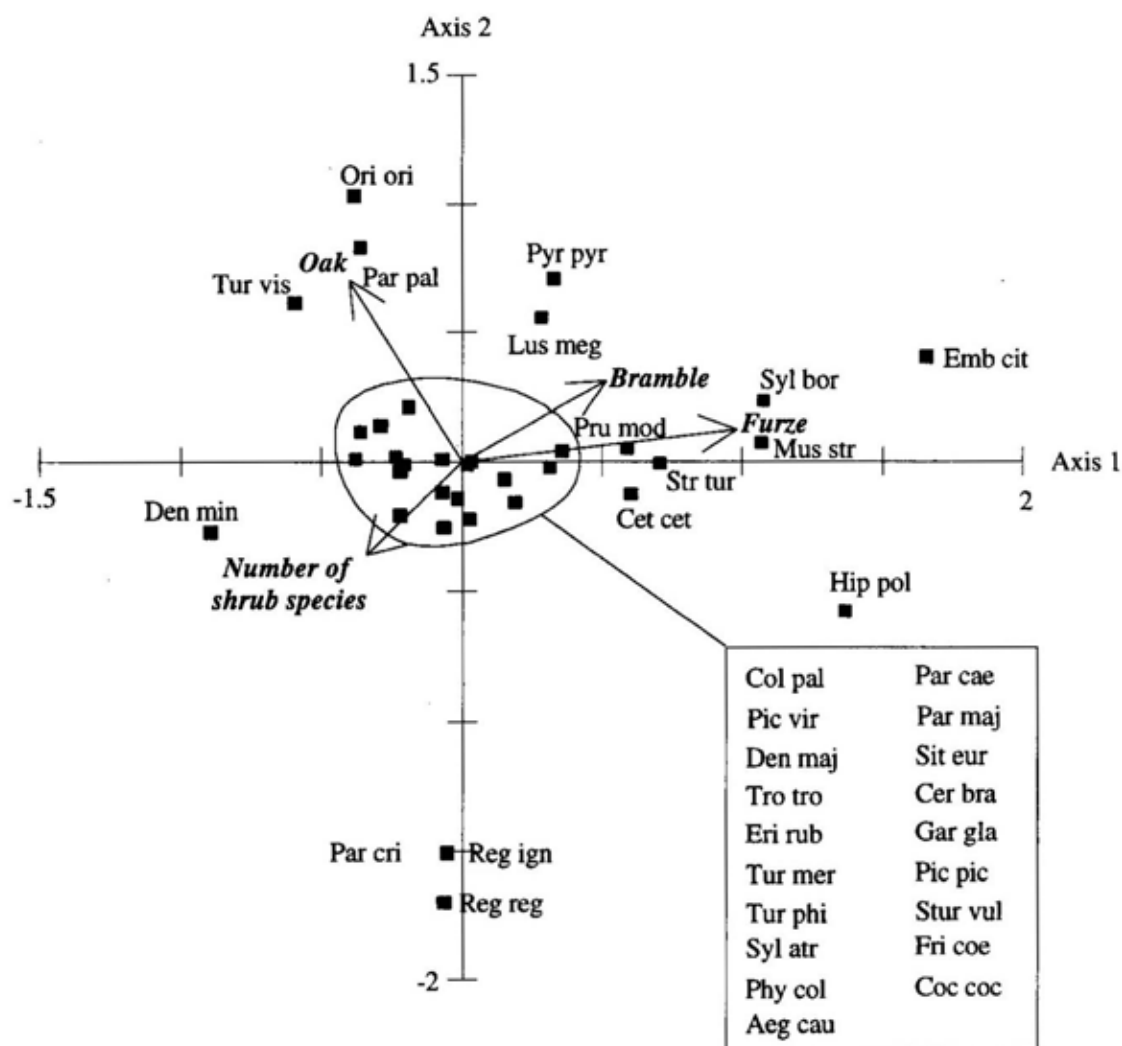 Axis 2
1.5
Ori ori
Oak
Par pal
Tur vis
Pyr pyr
Lus meg
Emb cit
Bramble
Syl bor
Furze
Pru mod
Mus str
Axis 1
-1.5
Str tur
2
Den min
Cet cet
Number of
shrub species
Hip pol
Col pal Par cae
Pic vir Par maj
Den maj Sit eur
Tro tro Cer bra
Eri rub Gar gla
Tur mer Pic pic
Tur phi Stur vul
Syl atr Fri coe
Phy col Coc coc
Aeg cau
Par cri Reg ign
Reg reg
-2